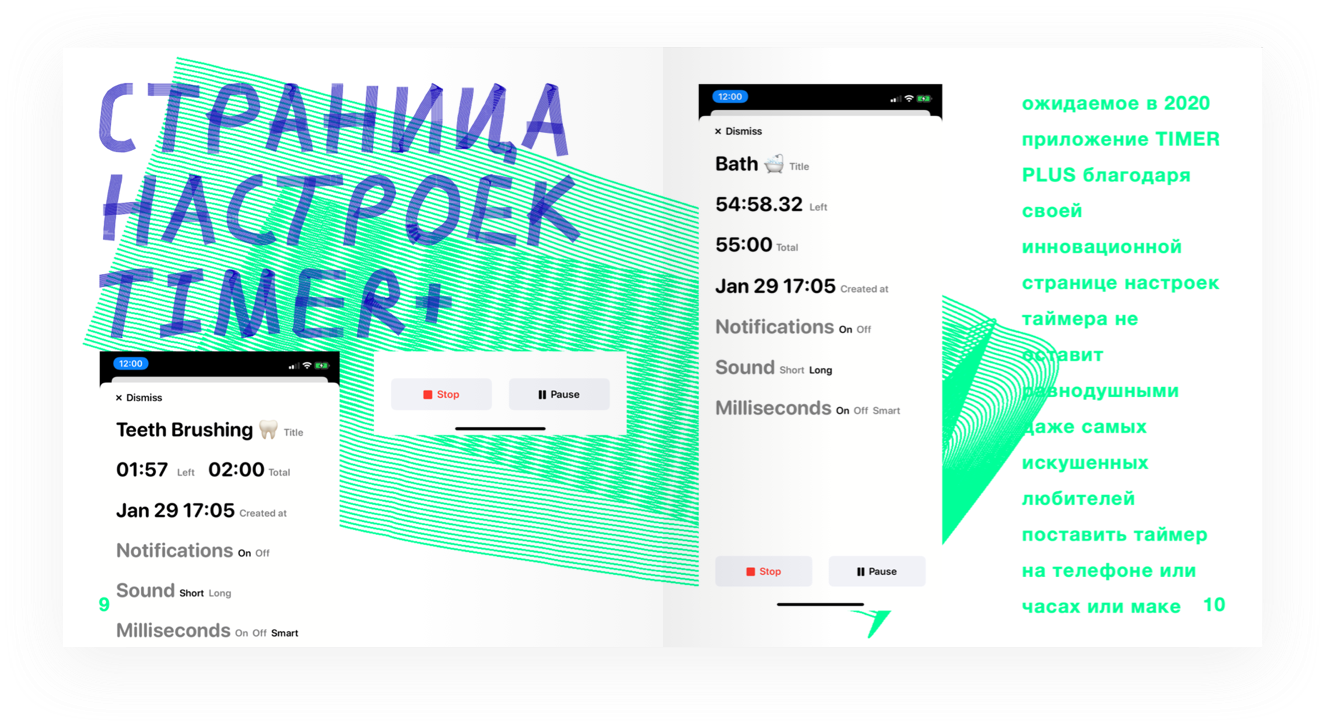 СТРАНИЦА
НАСТРОЕК
TIMER+
12:00
× Dismiss
Teeth Brushing 🦷 Title
01:57 Left 02:00 Total
Jan 29 17:05 Created at
Notifications On Off
Sound Short Long
Milliseconds On Off Smart
9
Stop Pause
12:00
× Dismiss
Bath 🛁 Title
54:58.32 Left
55:00 Total
Jan 29 17:05 Created at
Notifications On Off
Sound Short Long
Milliseconds On Off Smart
Stop Pause
ожидаемое в 2020
приложение TIMER
PLUS благодаря
своей
инновационной
странице настроек
таймера не
оставит
равнодушными
даже самых
искушенных
любителей
поставить таймер
на телефоне или
часах или маке
10